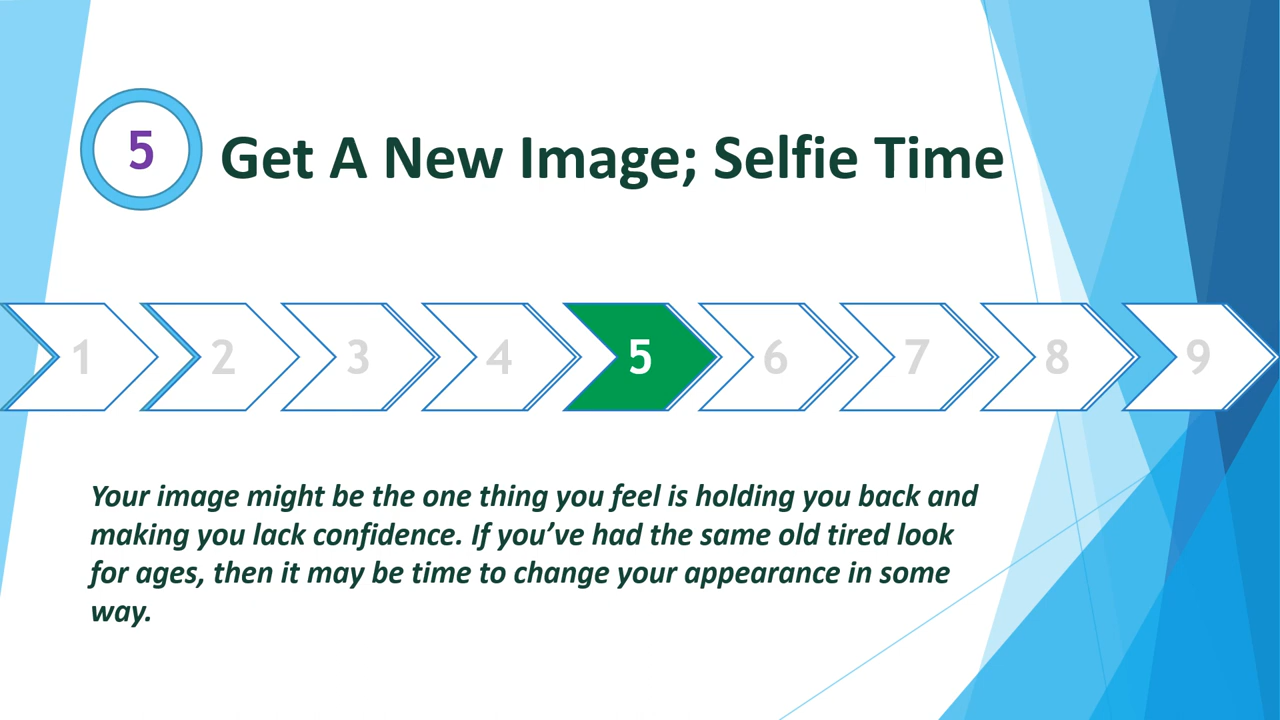 5
Get A New Image; Selfie Time
1 2 3 4 5 6 7 8 9
Your image might be the one thing you feel is holding you back and
making you lack confidence. If you’ve had the same old tired look
for ages, then it may be time to change your appearance in some
way.